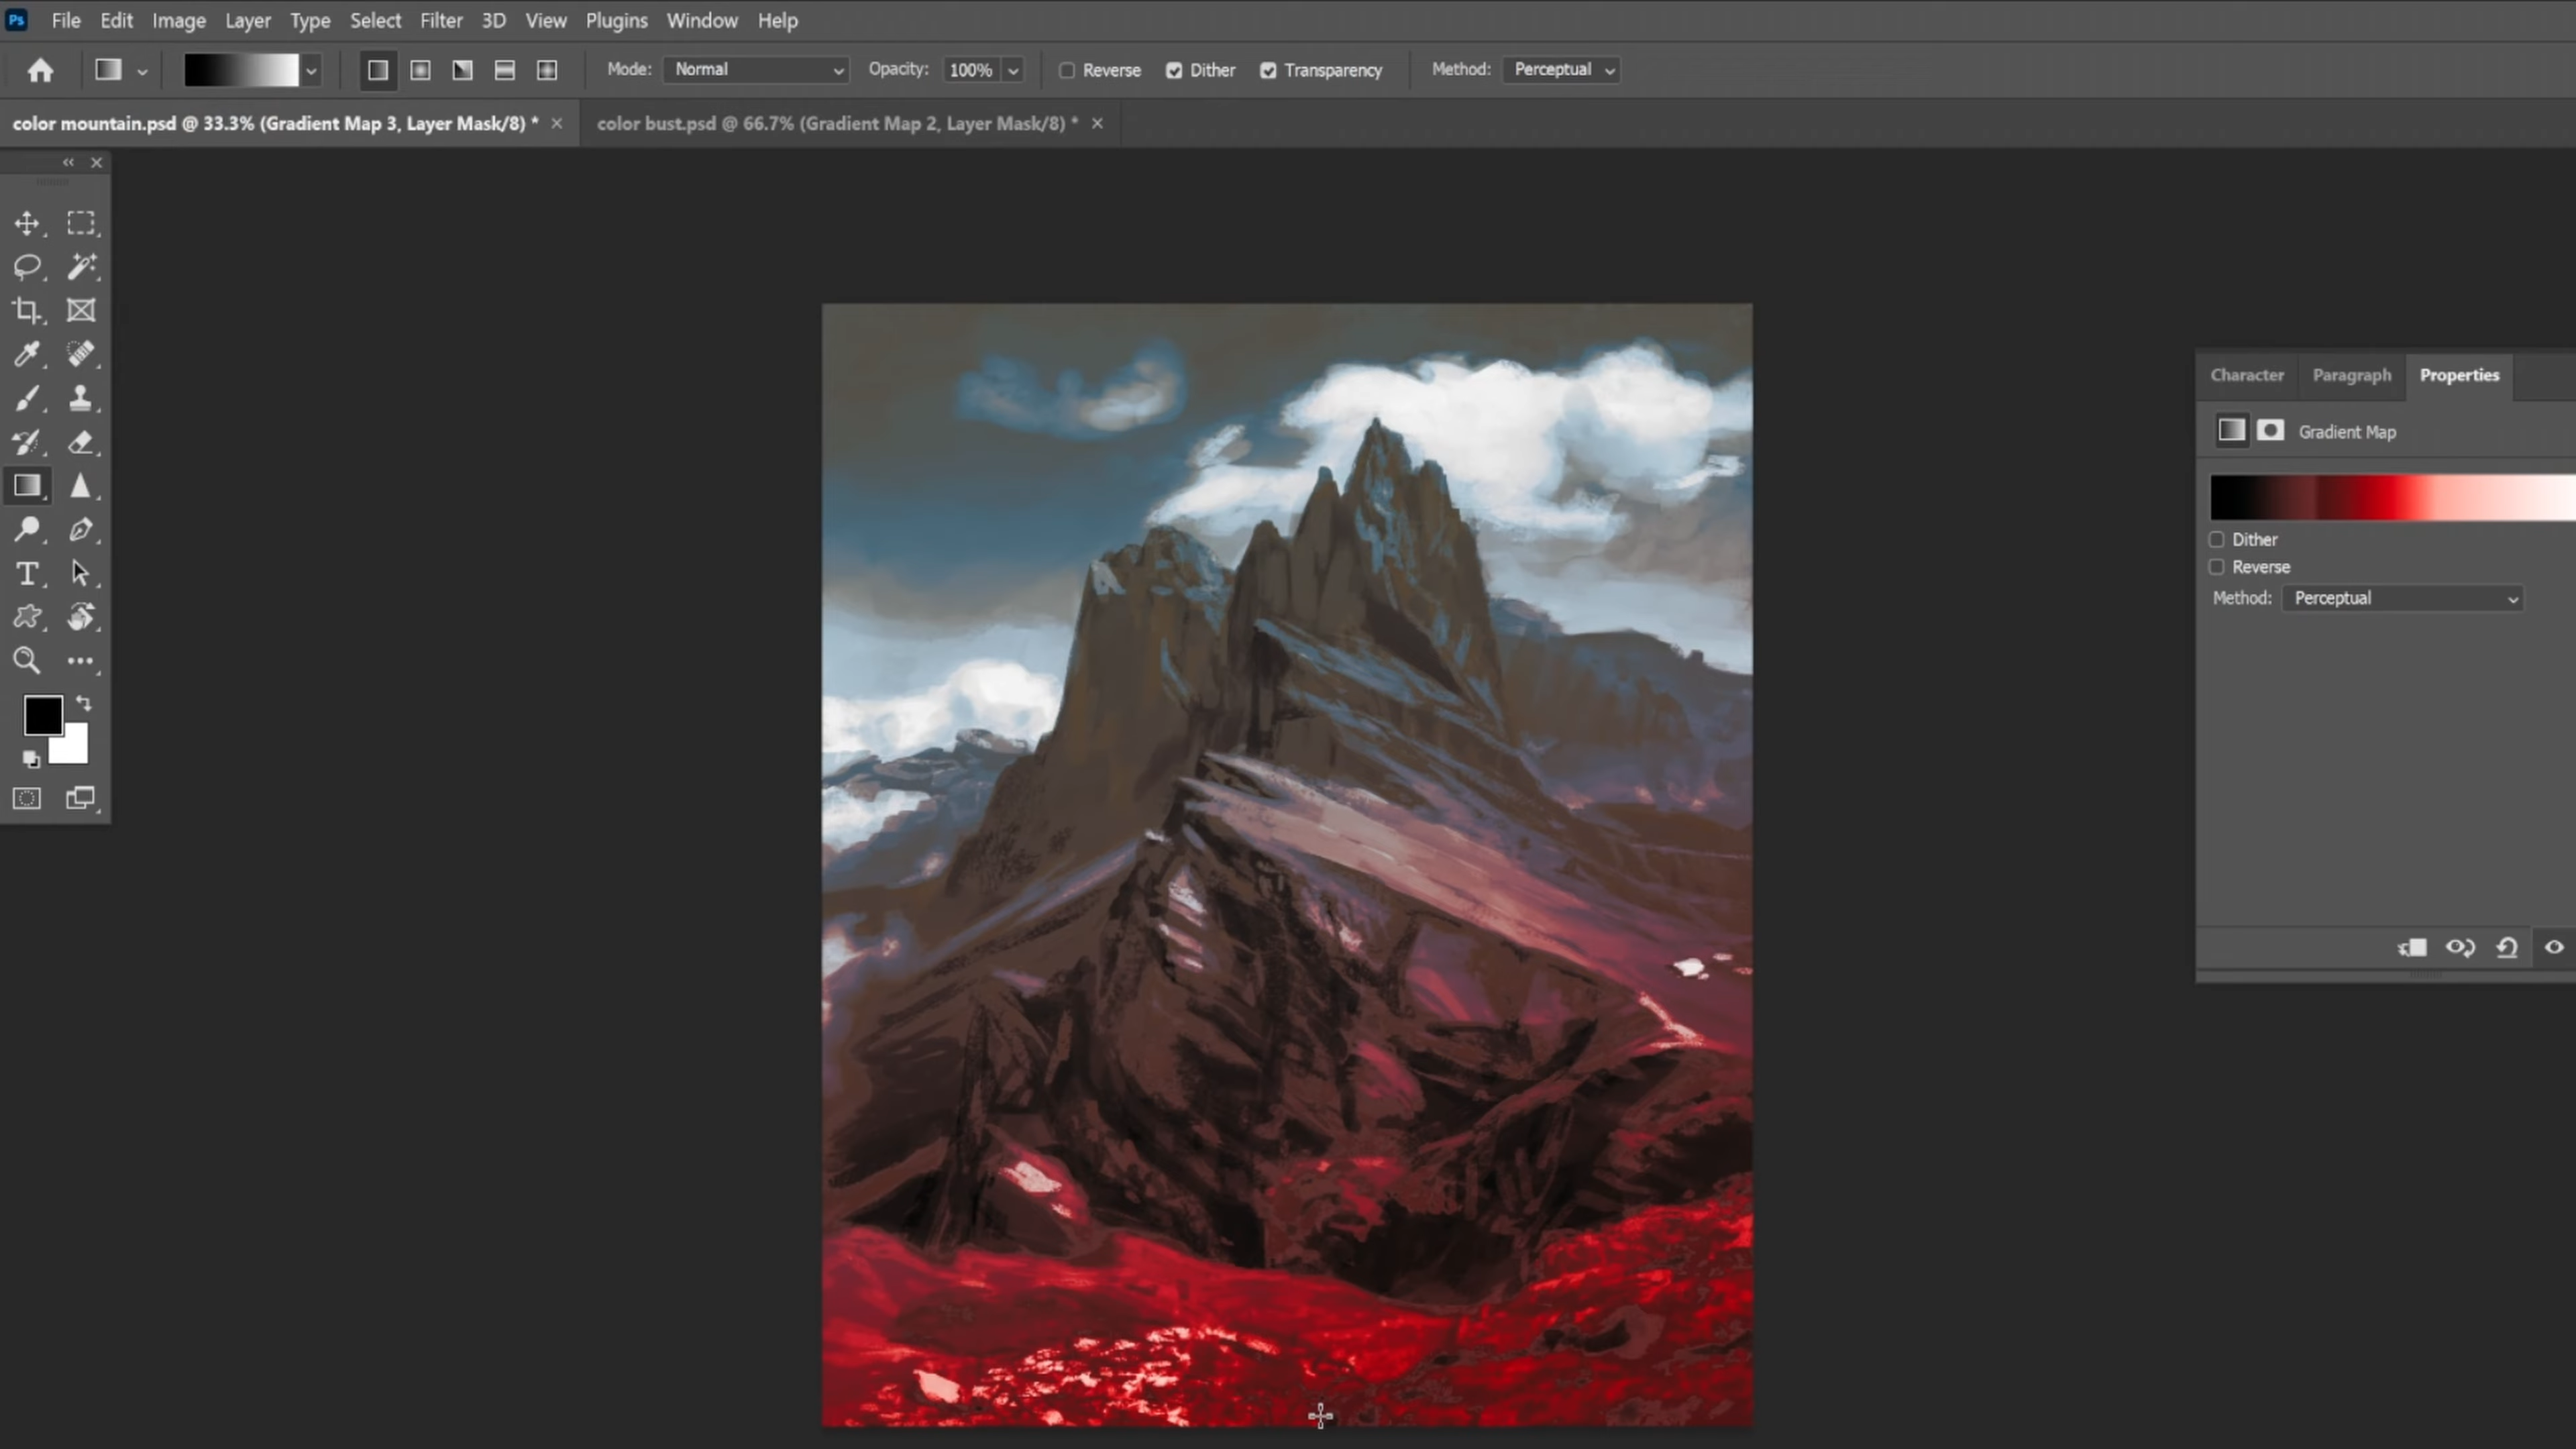 Ps File Edit Image Layer Type Select Filter 3D View Plugins Window Help
Mode: Normal Opacity: 100% Reverse Dither Transparency Method: Perceptual
color mountain.psd @ 33.3% (Gradient Map 3, Layer Mask/8) * × color bust.psd @ 66.7% (Gradient Map 2, Layer Mask/8) * ×
Character Paragraph Properties
Gradient Map
Dither
Reverse
Method: Perceptual